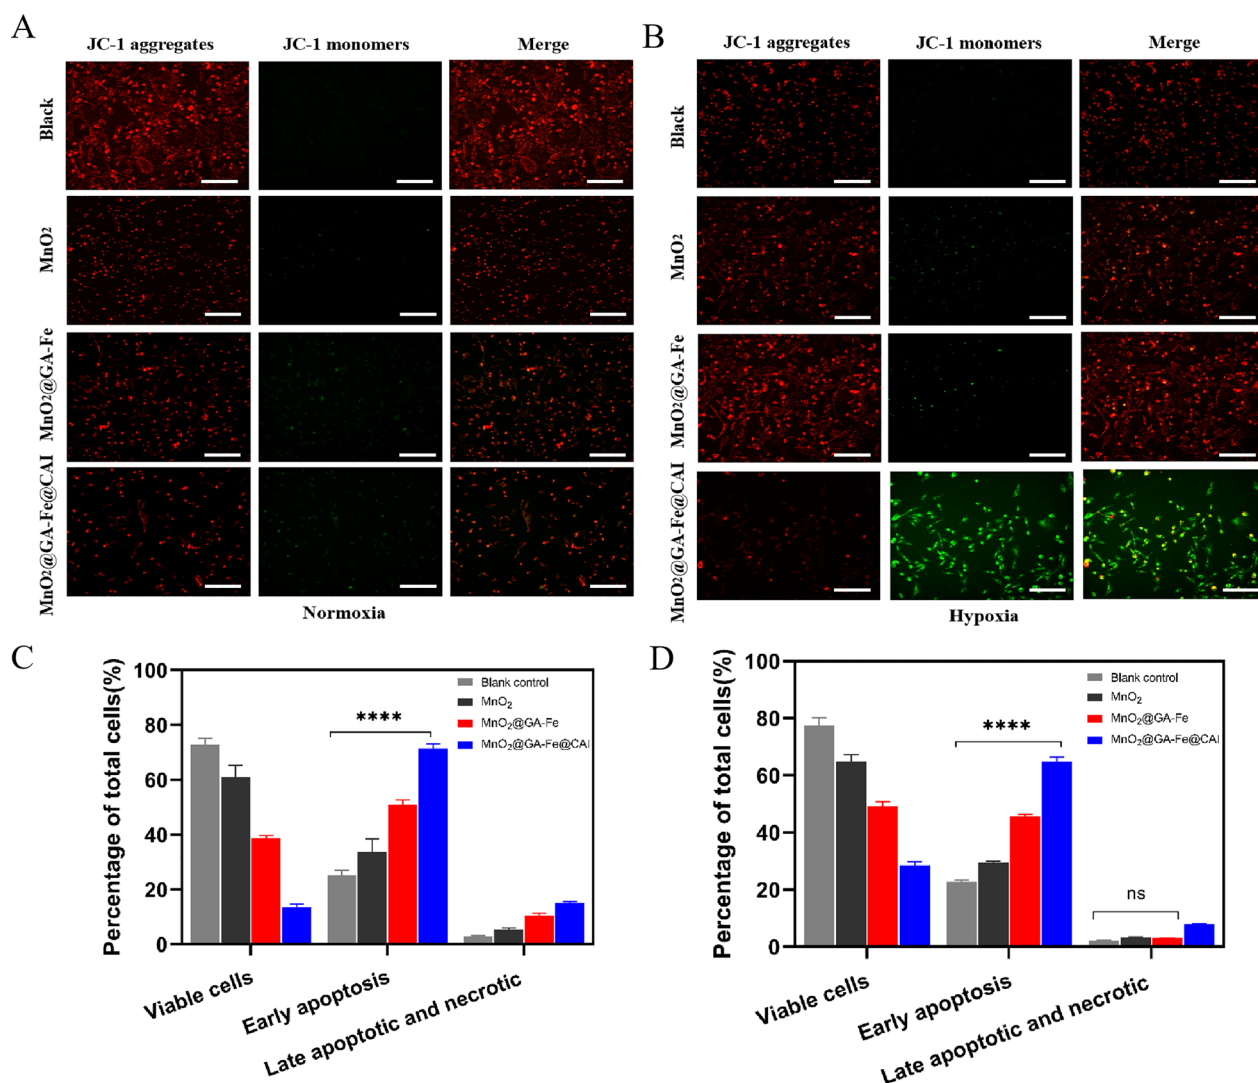 A
JC-1 aggregates
JC-1 monomers
Merge
Black
MnO2
MnO2@GA-Fe
MnO2@GA-Fe@CAI
Normoxia
B
JC-1 aggregates
JC-1 monomers
Merge
Black
MnO2
MnO2@GA-Fe
MnO2@GA-Fe@CAI
Hypoxia
C
Percentage of total cells(%)
100
80
60
40
20
0
****
Blank control
MnO2
MnO2@GA-Fe
MnO2@GA-Fe@CAI
Viable cells
Early apoptosis
Late apoptotic and necrotic
D
Percentage of total cells(%)
100
80
60
40
20
0
****
ns
Blank control
MnO2
MnO2@GA-Fe
MnO2@GA-Fe@CAI
Viable cells
Early apoptosis
Late apoptotic and necrotic